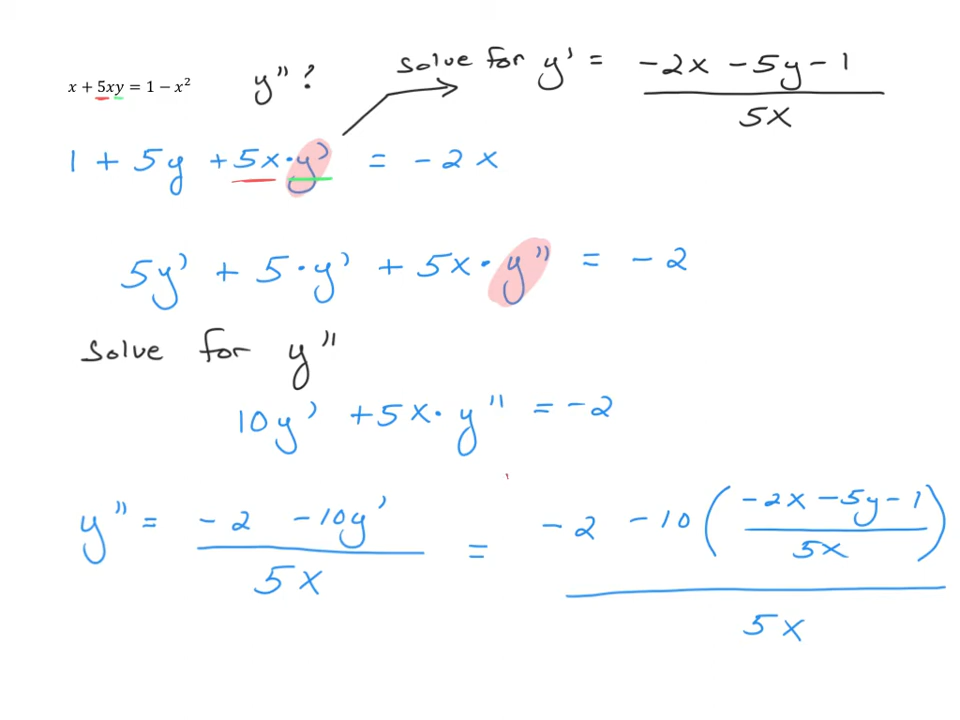 x + 5xy = 1 − x² y" ? solve for y' = (-2x - 5y - 1)/(5x)
1 + 5y + 5x · y' = -2x
5y' + 5 · y' + 5x · y" = -2
solve for y"
10y' + 5x · y" = -2
y" = (-2 - 10y')/(5x) = (-2 - 10((-2x - 5y - 1)/(5x)))/(5x)